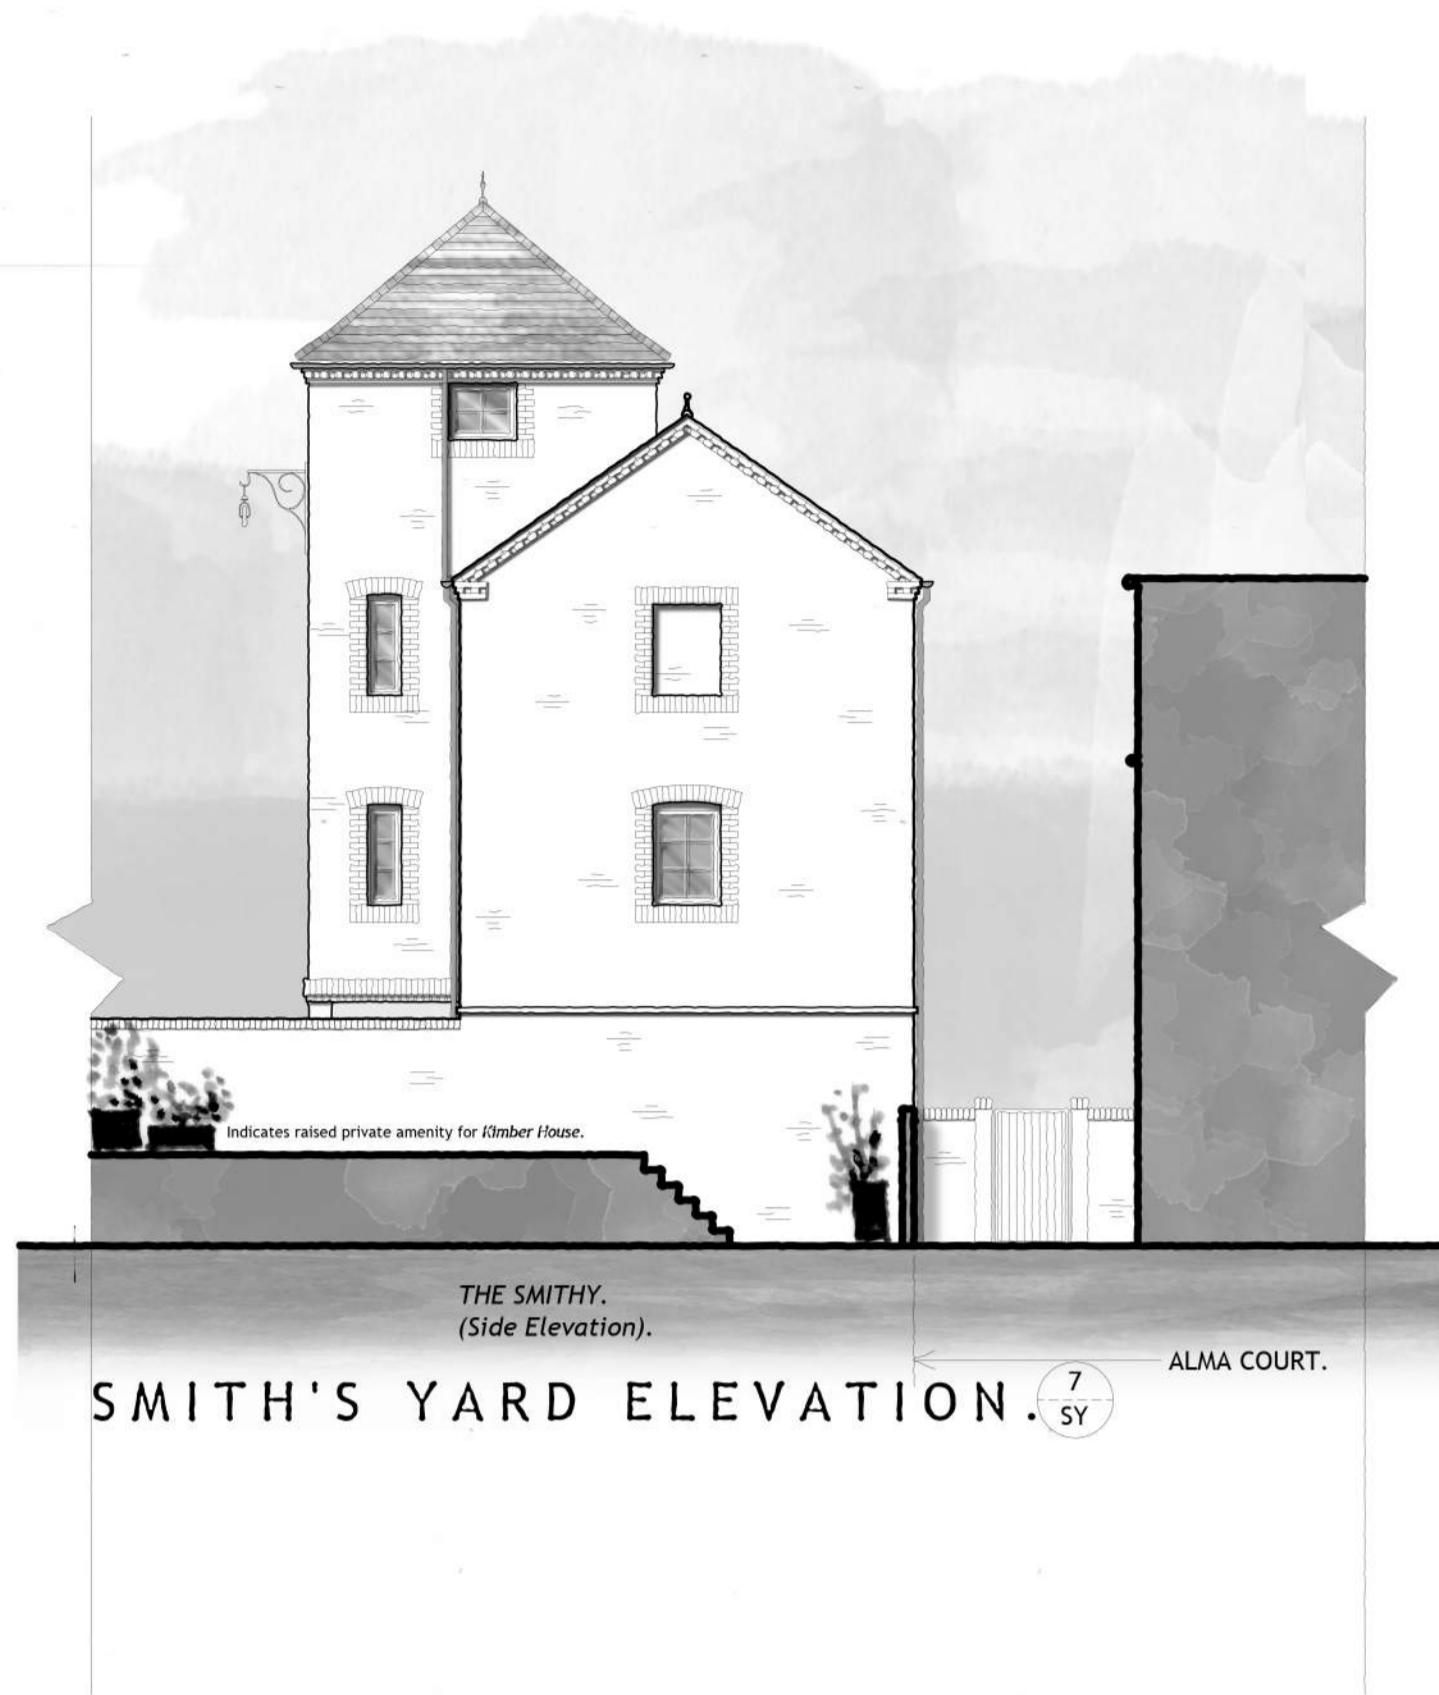 Indicates raised private amenity for Kimber House.
THE SMITHY.
(Side Elevation).
ALMA COURT.
SMITH'S YARD ELEVATION.
7
SY